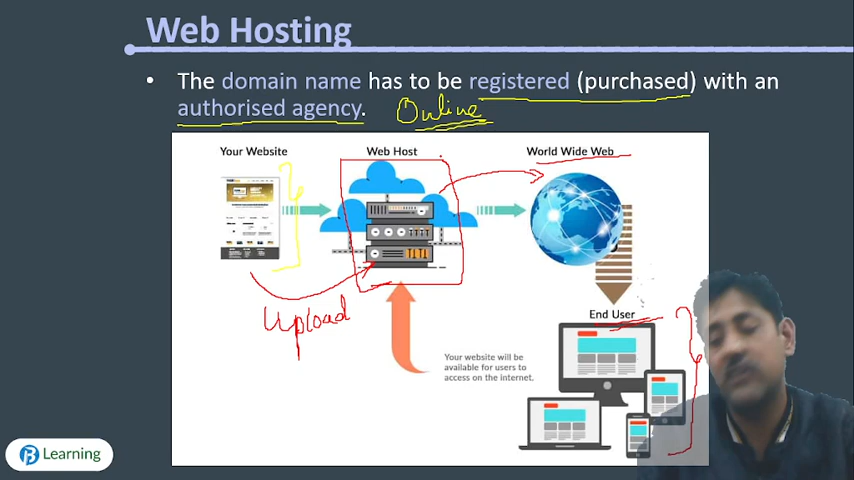 Web Hosting
• The domain name has to be registered (purchased) with an
authorised agency. Online
Your Website
Web Host
World Wide Web
Upload
End User
Your website will be
available for users to
access on the internet.
Learning